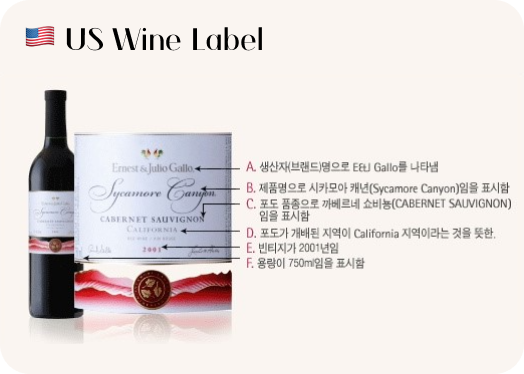 US Wine Label
Ernest & Julio Gallo
Sycamore Canyon
CABERNET SAUVIGNON
CALIFORNIA
2001
A. 생산자(브랜드)명으로 E&J Gallo를 나타냄
B. 제품명으로 시카모아 캐년(Sycamore Canyon)임을 표시함
C. 포도 품종으로 까베르네 쇼비뇽(CABERNET SAUVIGNON)
임을 표시함
D. 포도가 개배된 지역이 California 지역이라는 것을 뜻한.
E. 빈티지가 2001년임
F. 용량이 750ml임을 표시함